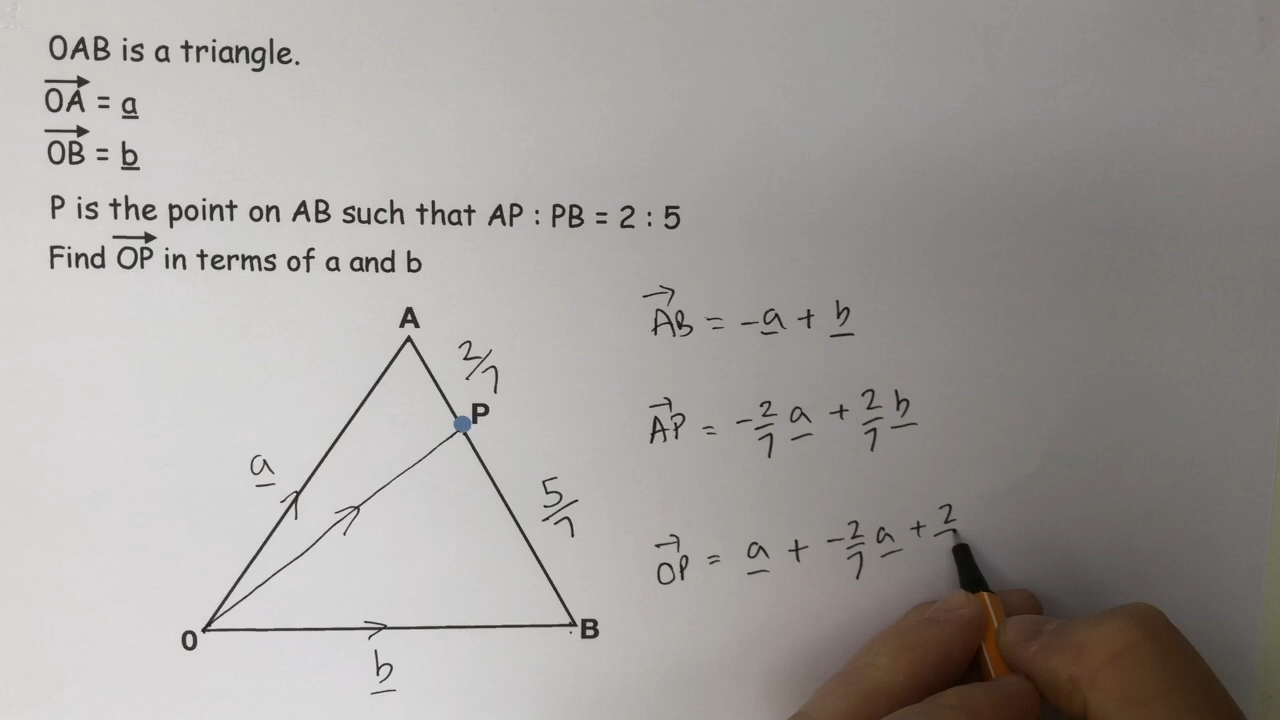 OAB is a triangle.
OA = a
OB = b
P is the point on AB such that AP : PB = 2 : 5
Find OP in terms of a and b
A
2/7
P
a
5/7
O
B
b
AB = -a + b
AP = -2/7 a + 2/7 b
OP = a + -2/7 a + 2